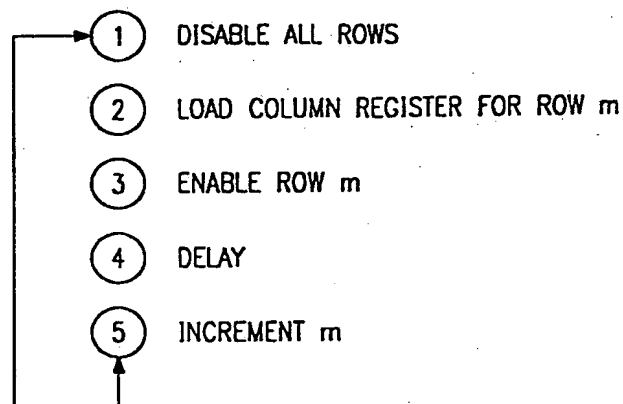 1 DISABLE ALL ROWS
2 LOAD COLUMN REGISTER FOR ROW m
3 ENABLE ROW m
4 DELAY
5 INCREMENT m